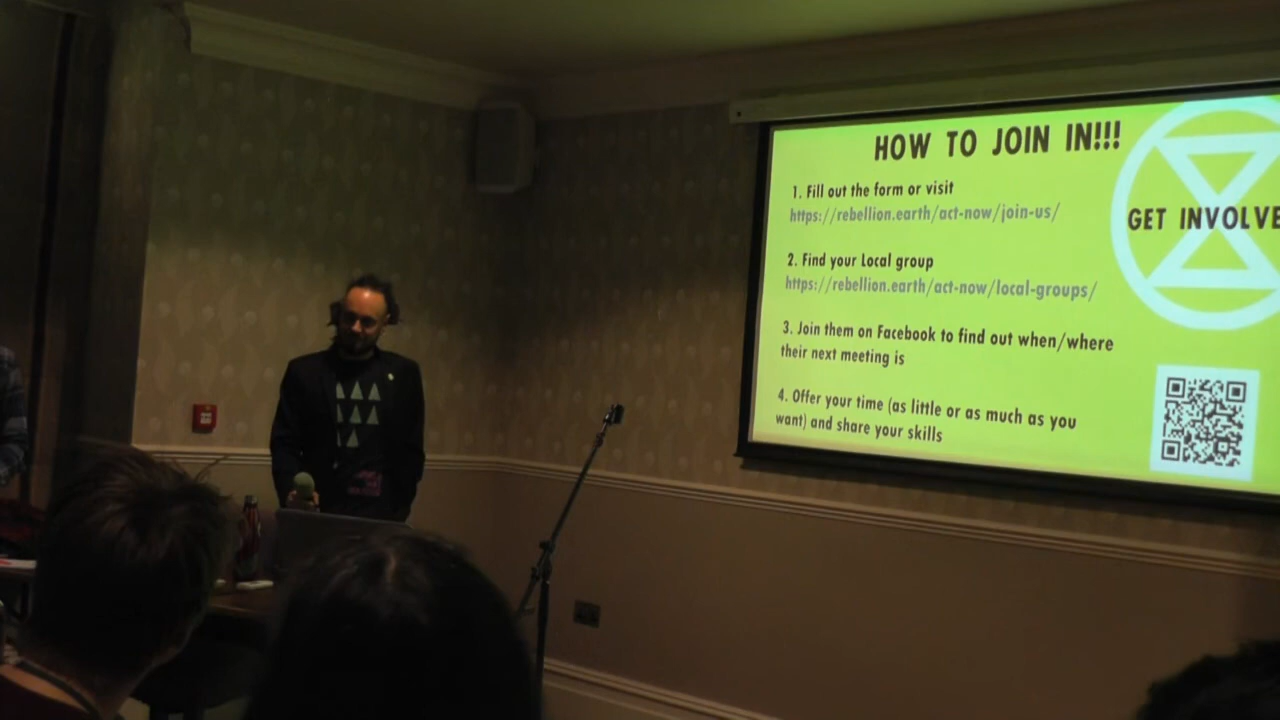 HOW TO JOIN IN!!!
1. Fill out the form or visit
https://rebellion.earth/act-now/join-us/
GET INVOLVE
2. Find your Local group
https://rebellion.earth/act-now/local-groups/
3. Join them on Facebook to find out when/where
their next meeting is
4. Offer your time (as little or as much as you
want) and share your skills